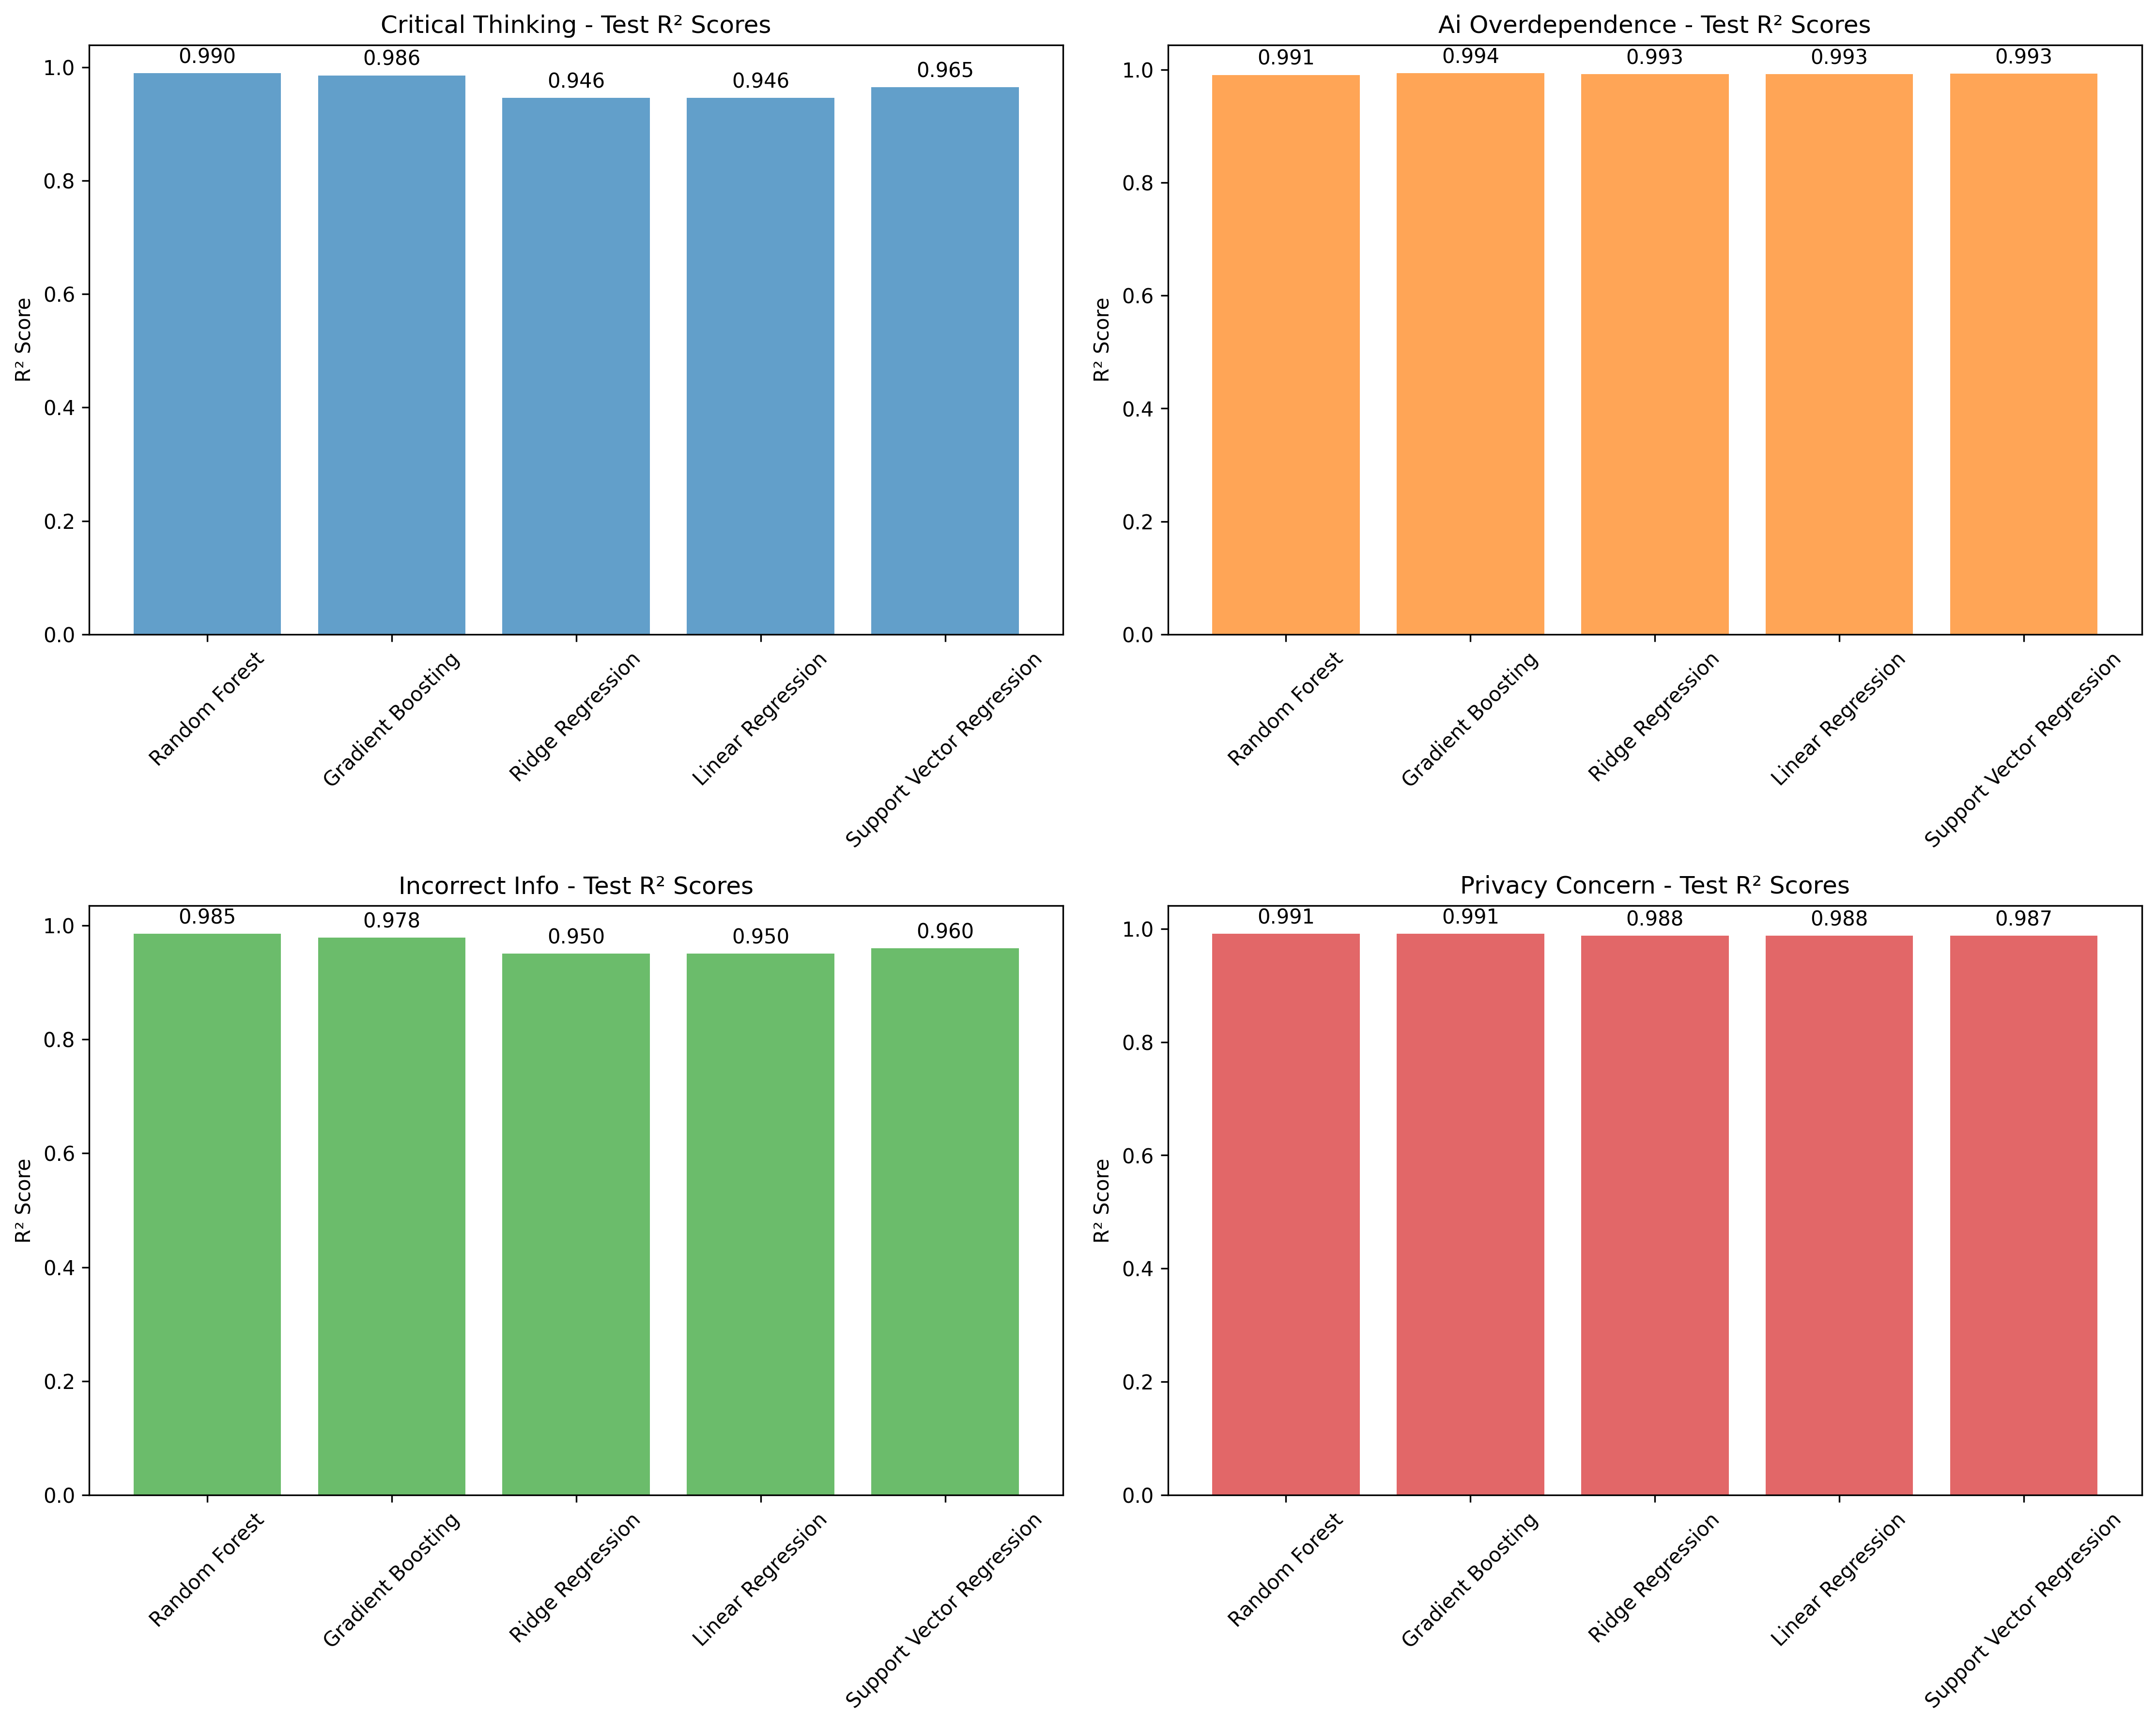 Critical Thinking - Test R² Scores
0.990
0.986
0.946
0.946
0.965
1.0
0.8
0.6
0.4
0.2
0.0
R² Score
Random Forest
Gradient Boosting
Ridge Regression
Linear Regression
Support Vector Regression
Ai Overdependence - Test R² Scores
0.991
0.994
0.993
0.993
0.993
1.0
0.8
0.6
0.4
0.2
0.0
R² Score
Random Forest
Gradient Boosting
Ridge Regression
Linear Regression
Support Vector Regression
Incorrect Info - Test R² Scores
0.985
0.978
0.950
0.950
0.960
1.0
0.8
0.6
0.4
0.2
0.0
R² Score
Random Forest
Gradient Boosting
Ridge Regression
Linear Regression
Support Vector Regression
Privacy Concern - Test R² Scores
0.991
0.991
0.988
0.988
0.987
1.0
0.8
0.6
0.4
0.2
0.0
R² Score
Random Forest
Gradient Boosting
Ridge Regression
Linear Regression
Support Vector Regression